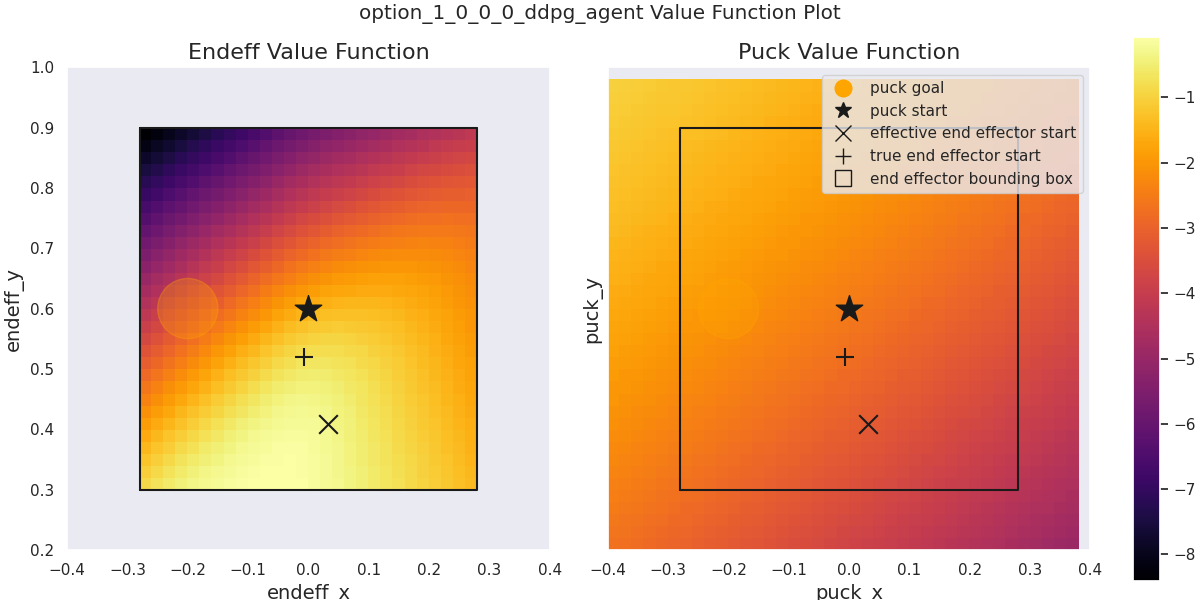 option_1_0_0_0_ddpg_agent Value Function Plot
Endeff Value Function
Puck Value Function
1.0
0.9
0.8
0.7
0.6
0.5
0.4
0.3
0.2
endeff_y
−0.4 −0.3 −0.2 −0.1 0.0 0.1 0.2 0.3 0.4
endeff_x
puck_y
puck goal
puck start
effective end effector start
true end effector start
end effector bounding box
−0.4 −0.3 −0.2 −0.1 0.0 0.1 0.2 0.3 0.4
puck_x
−1
−2
−3
−4
−5
−6
−7
−8